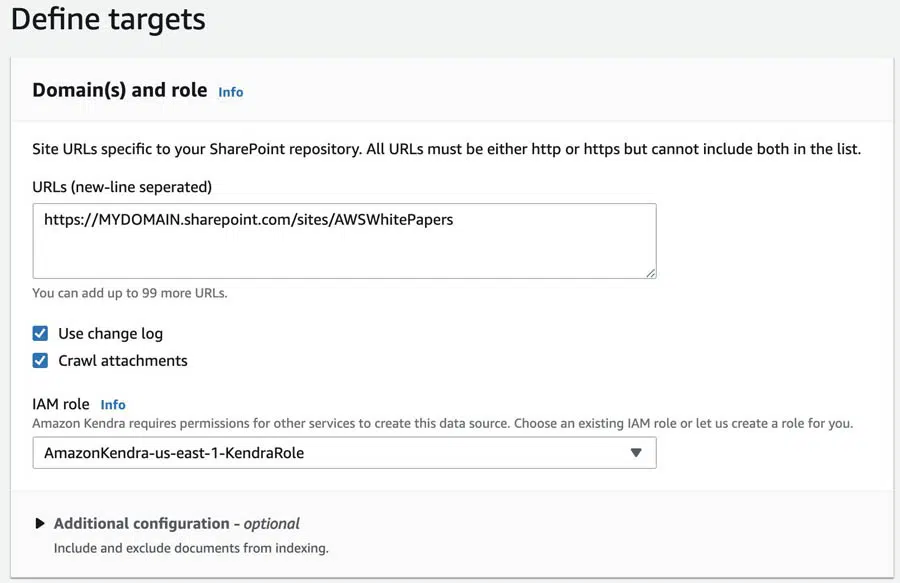 Define targets
Domain(s) and role Info
Site URLs specific to your SharePoint repository. All URLs must be either http or https but cannot include both in the list.
URLs (new-line seperated)
https://MYDOMAIN.sharepoint.com/sites/AWSWhitePapers
You can add up to 99 more URLs.
Use change log
Crawl attachments
IAM role Info
Amazon Kendra requires permissions for other services to create this data source. Choose an existing IAM role or let us create a role for you.
AmazonKendra-us-east-1-KendraRole
Additional configuration - optional
Include and exclude documents from indexing.